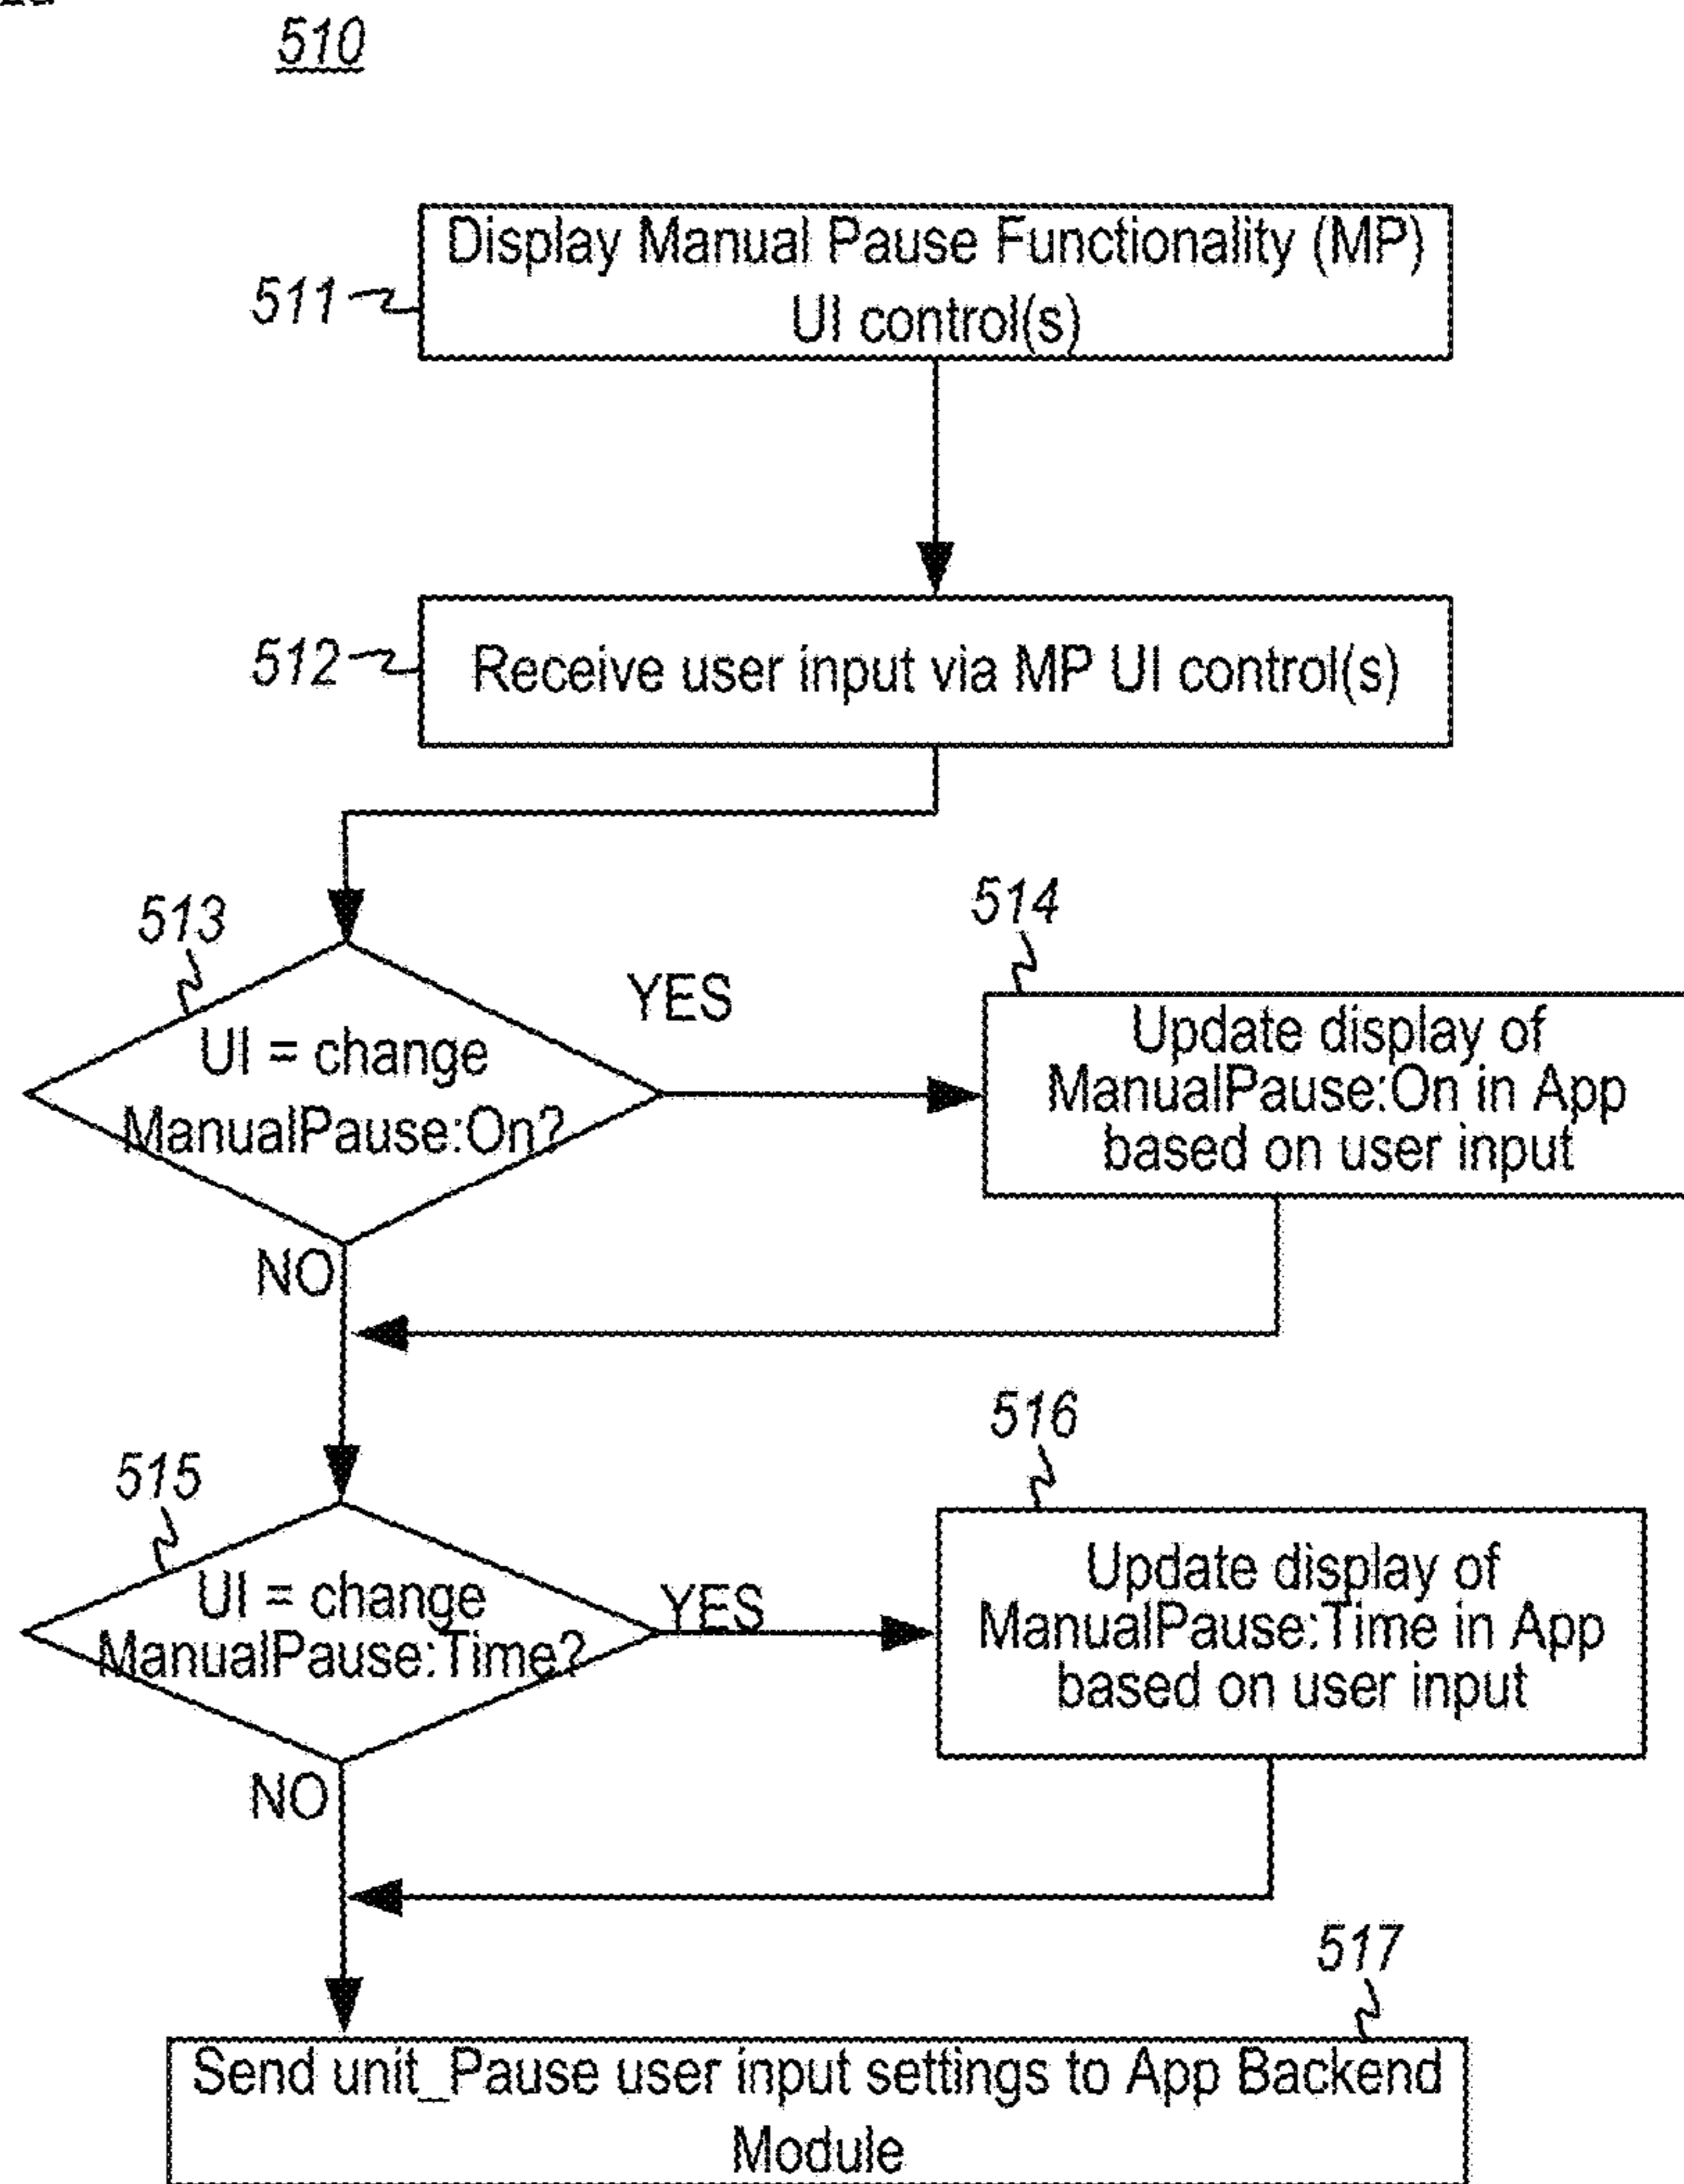 510
Display Manual Pause Functionality (MP)
511
UI control(s)
512
Receive user input via MP UI control(s)
513
514
YES
UI = change
ManualPause:On?
Update display of
ManualPause:On in App
based on user input
NO
516
515
UI = change
ManualPause:Time?
YES
Update display of
ManualPause:Time in App
based on user input
NO
517
Send unit_Pause user input settings to App Backend
Module